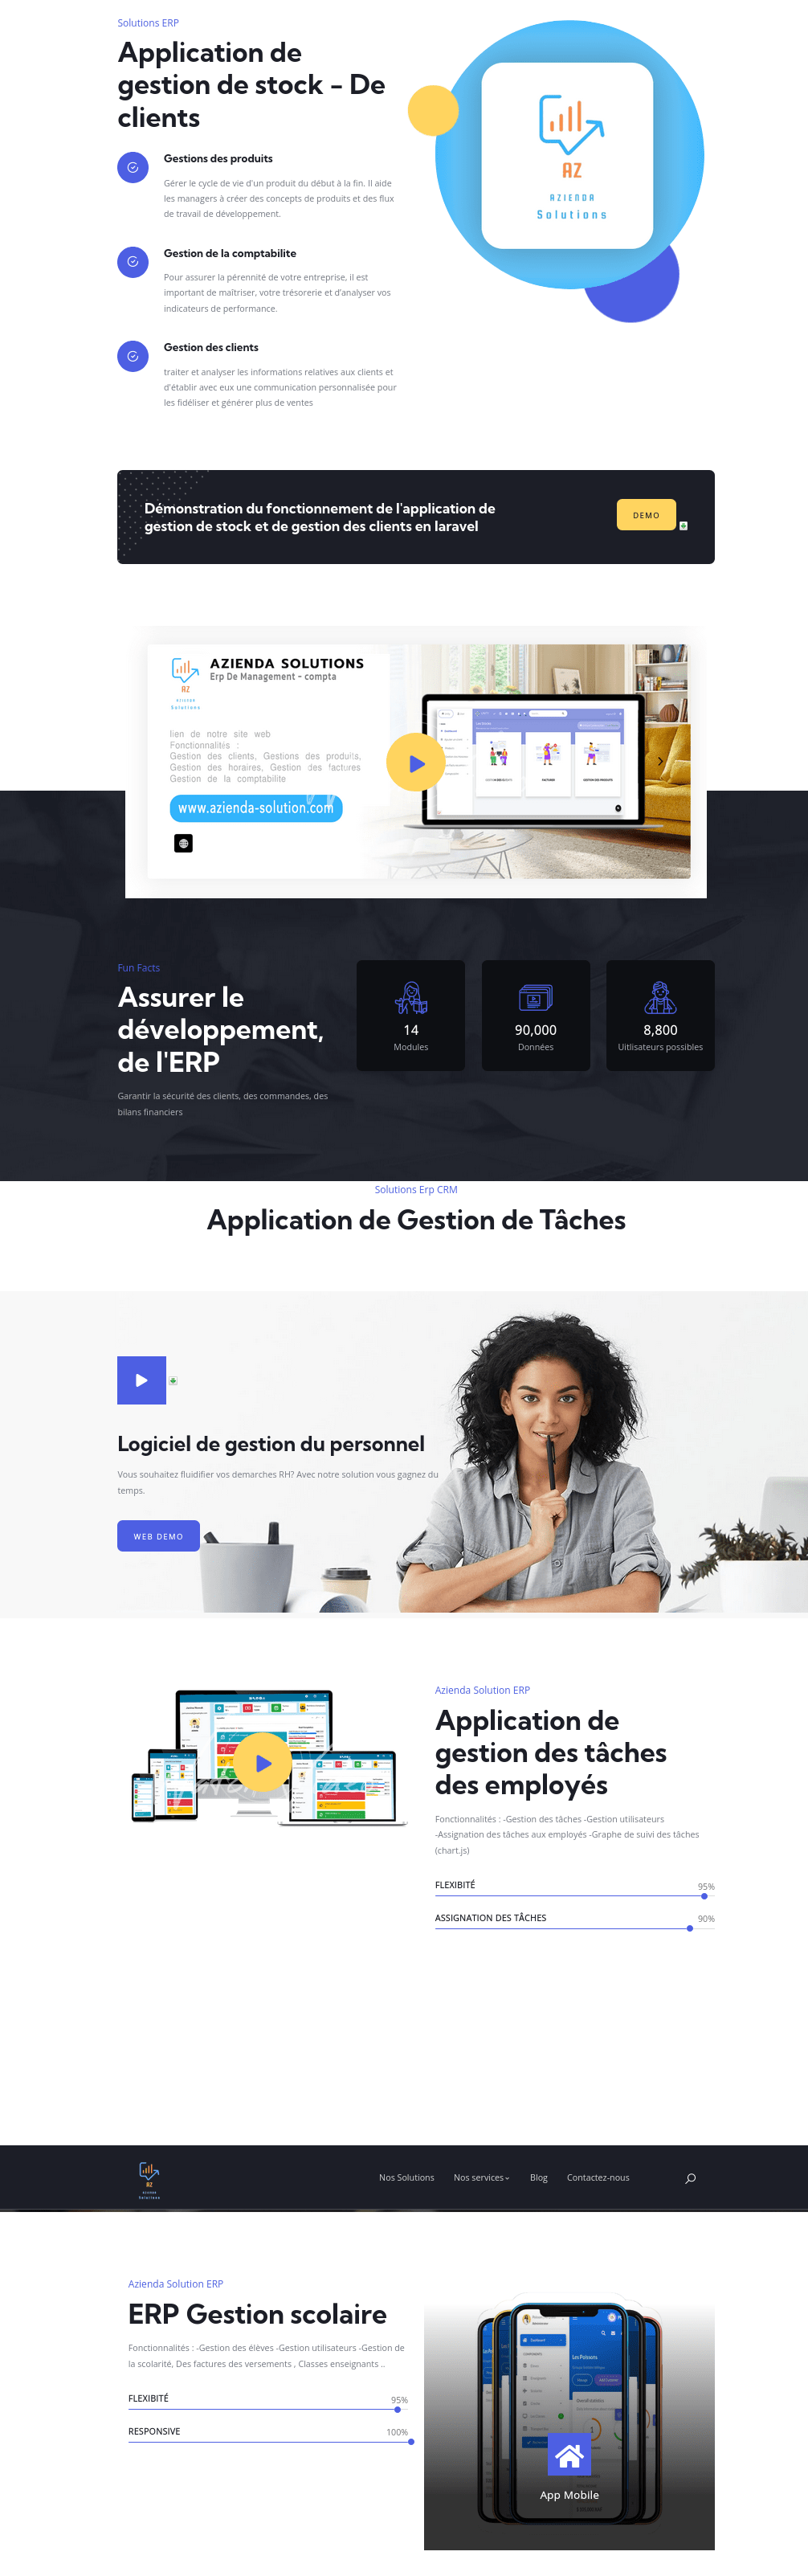 Solutions ERP
Application de
gestion de stock - De
clients
Gestions des produits
Gérer le cycle de vie d'un produit du début à la fin. Il aide
les managers à créer des concepts de produits et des flux
de travail de développement.
Gestion de la comptabilite
Pour assurer la pérennité de votre entreprise, il est
important de maîtriser, votre trésorerie et d'analyser vos
indicateurs de performance.
Gestion des clients
traiter et analyser les informations relatives aux clients et
d'établir avec eux une communication personnalisée pour
les fidéliser et générer plus de ventes
AZ
AZIENDA
Solutions
Démonstration du fonctionnement de l'application de
gestion de stock et de gestion des clients en laravel
DEMO
AZIENDA SOLUTIONS
Erp De Management - compta
AZ
AZIENDA
Solutions
lien de notre site web
Fonctionnalités :
Gestion des clients, Gestions des produits,
Gestion des horaires, Gestion des factures
Gestion de la comptabilite
www.azienda-solution.com
Fun Facts
Assurer le
développement,
de l'ERP
Garantir la sécurité des clients, des commandes, des
bilans financiers
14
Modules
90,000
Données
8,800
Uitlisateurs possibles
Solutions Erp CRM
Application de Gestion de Tâches
Logiciel de gestion du personnel
Vous souhaitez fluidifier vos demarches RH? Avec notre solution vous gagnez du
temps.
WEB DEMO
Azienda Solution ERP
Application de
gestion des tâches
des employés
Fonctionnalités : -Gestion des tâches -Gestion utilisateurs
-Assignation des tâches aux employés -Graphe de suivi des tâches
(chart.js)
FLEXIBITÉ
95%
ASSIGNATION DES TÂCHES
90%
AZ
AZIENDA
Solutions
Nos Solutions
Nos services
Blog
Contactez-nous
Azienda Solution ERP
ERP Gestion scolaire
Fonctionnalités : -Gestion des élèves -Gestion utilisateurs -Gestion de
la scolarité, Des factures des versements , Classes enseignants ..
FLEXIBITÉ
95%
RESPONSIVE
100%
Dashboard
App Mobile